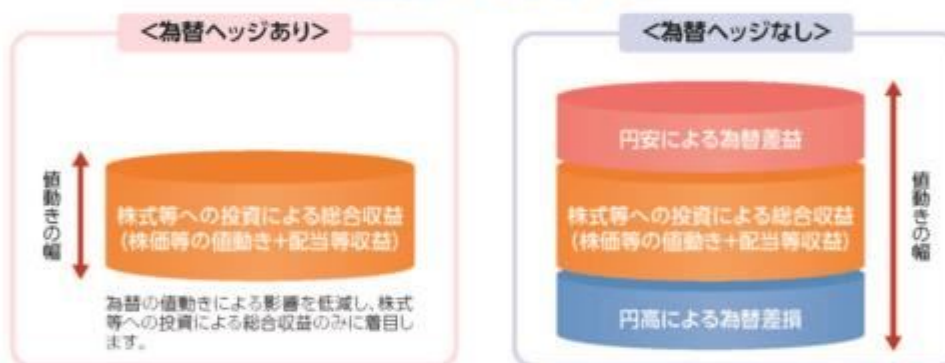 <為替ヘッジあり>
値動きの幅
株式等への投資による総合収益
(株価等の値動き+配当等収益)
為替の値動きによる影響を低減し、株式
等への投資による総合収益のみに着目し
ます。
<為替ヘッジなし>
円安による為替差益
株式等への投資による総合収益
(株価等の値動き+配当等収益)
円高による為替差損
値動きの幅